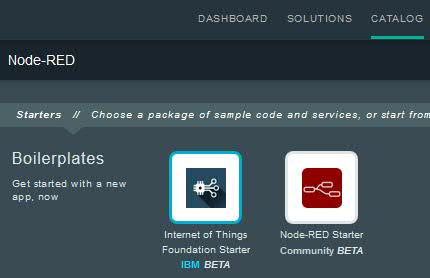 DASHBOARD SOLUTIONS CATALOG
Node-RED
Starters // Choose a package of sample code and services, or start from
Boilerplates
Get started with a new
app, now
Internet of Things
Foundation Starter
IBM BETA
Node-RED Starter
Community BETA